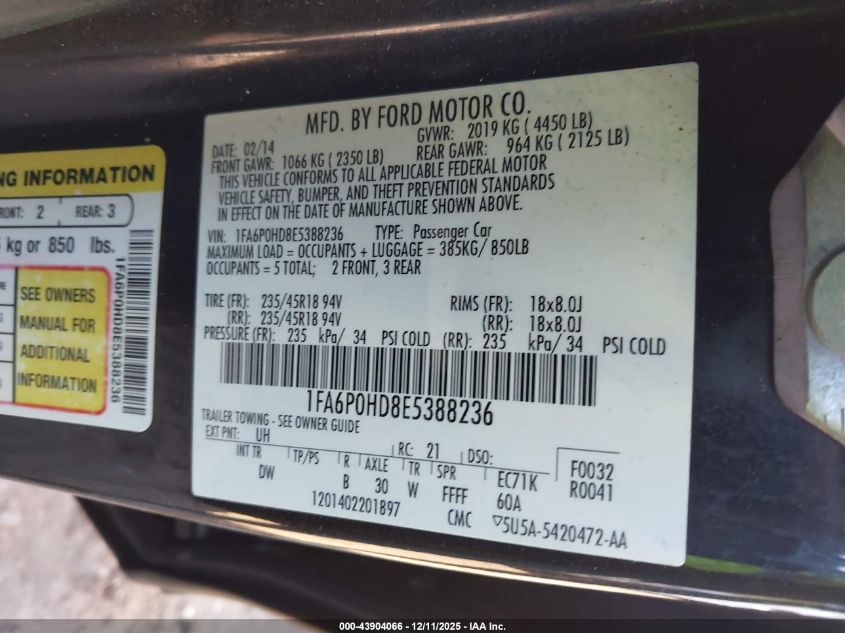 NG INFORMATION
RONT: 2 REAR: 3
kg or 850 lbs.
SEE OWNERS
MANUAL FOR
ADDITIONAL
INFORMATION
1FA6P0HD8E5388236
MFD. BY FORD MOTOR CO.
DATE: 02/14 GVWR: 2019 KG ( 4450 LB)
FRONT GAWR: 1066 KG ( 2350 LB) REAR GAWR: 964 KG ( 2125 LB)
THIS VEHICLE CONFORMS TO ALL APPLICABLE FEDERAL MOTOR
VEHICLE SAFETY, BUMPER, AND THEFT PREVENTION STANDARDS
IN EFFECT ON THE DATE OF MANUFACTURE SHOWN ABOVE.
VIN: 1FA6P0HD8E5388236 TYPE: Passenger Car
MAXIMUM LOAD = OCCUPANTS + LUGGAGE = 385KG/ 850LB
OCCUPANTS = 5 TOTAL; 2 FRONT, 3 REAR
TIRE (FR): 235/45R18 94V RIMS (FR): 18x8.0J
(RR): 235/45R18 94V (RR): 18x8.0J
PRESSURE (FR): 235 kPa/ 34 PSI COLD (RR): 235 kPa/ 34 PSI COLD
1FA6P0HD8E5388236
TRAILER TOWING - SEE OWNER GUIDE
EXT PNT: UH RC: 21 DSO: F0032
INT TR TP/PS R AXLE TR SPR EC71K R0041
DW B 30 W FFFF 60A
1201402201897 CMC ▽5U5A-5420472-AA
000-43904066 - 12/11/2025 - IAA Inc.